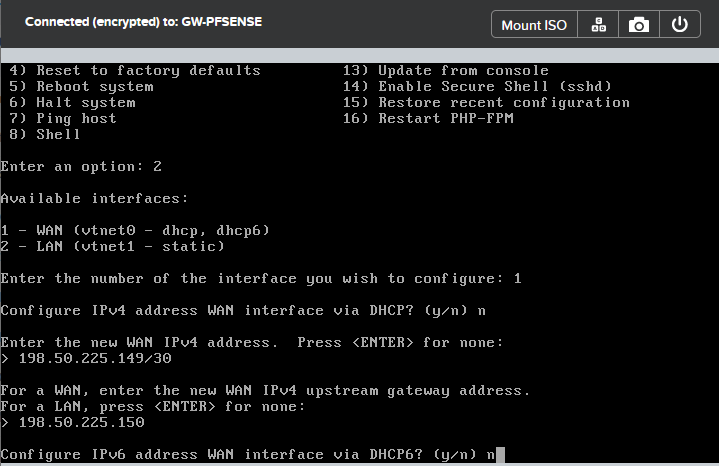 Connected (encrypted) to: GW-PFSENSE
Mount ISO
4) Reset to factory defaults 13) Update from console
5) Reboot system 14) Enable Secure Shell (sshd)
6) Halt system 15) Restore recent configuration
7) Ping host 16) Restart PHP-FPM
8) Shell
Enter an option: 2
Available interfaces:
1 - WAN (vtnet0 - dhcp, dhcp6)
2 - LAN (vtnet1 - static)
Enter the number of the interface you wish to configure: 1
Configure IPv4 address WAN interface via DHCP? (y/n) n
Enter the new WAN IPv4 address.  Press <ENTER> for none:
> 198.50.225.149/30
For a WAN, enter the new WAN IPv4 upstream gateway address.
For a LAN, press <ENTER> for none:
> 198.50.225.150
Configure IPv6 address WAN interface via DHCP6? (y/n) n